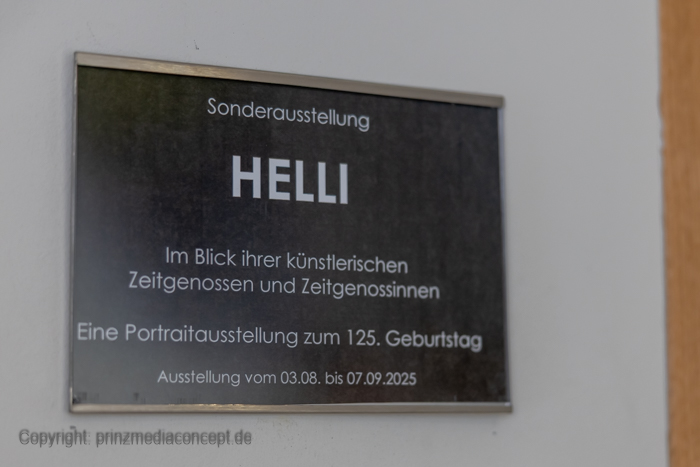 Sonderausstellung
HELLI
Im Blick ihrer künstlerischen
Zeitgenossen und Zeitgenossinnen
Eine Portraitausstellung zum 125. Geburtstag
Ausstellung vom 03.08. bis 07.09.2025
Copyright: prinzmediaconcept.de